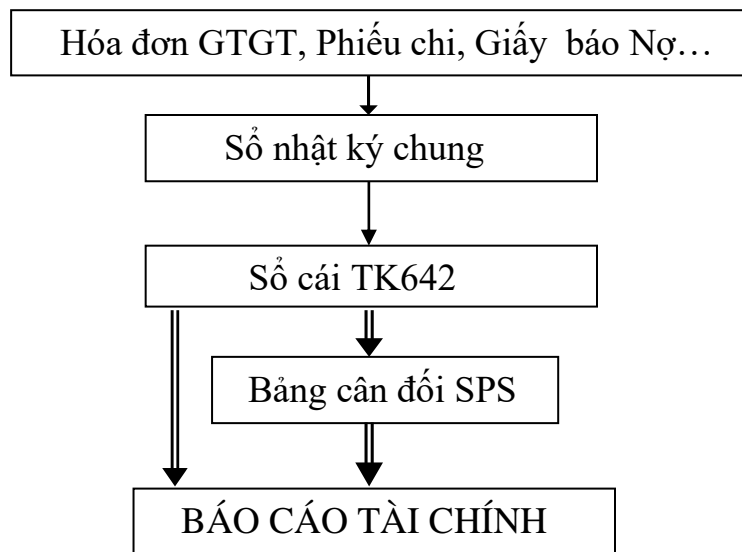 Hóa đơn GTGT, Phiếu chi, Giấy báo Nợ…
Sổ nhật ký chung
Sổ cái TK642
Bảng cân đối SPS
BÁO CÁO TÀI CHÍNH